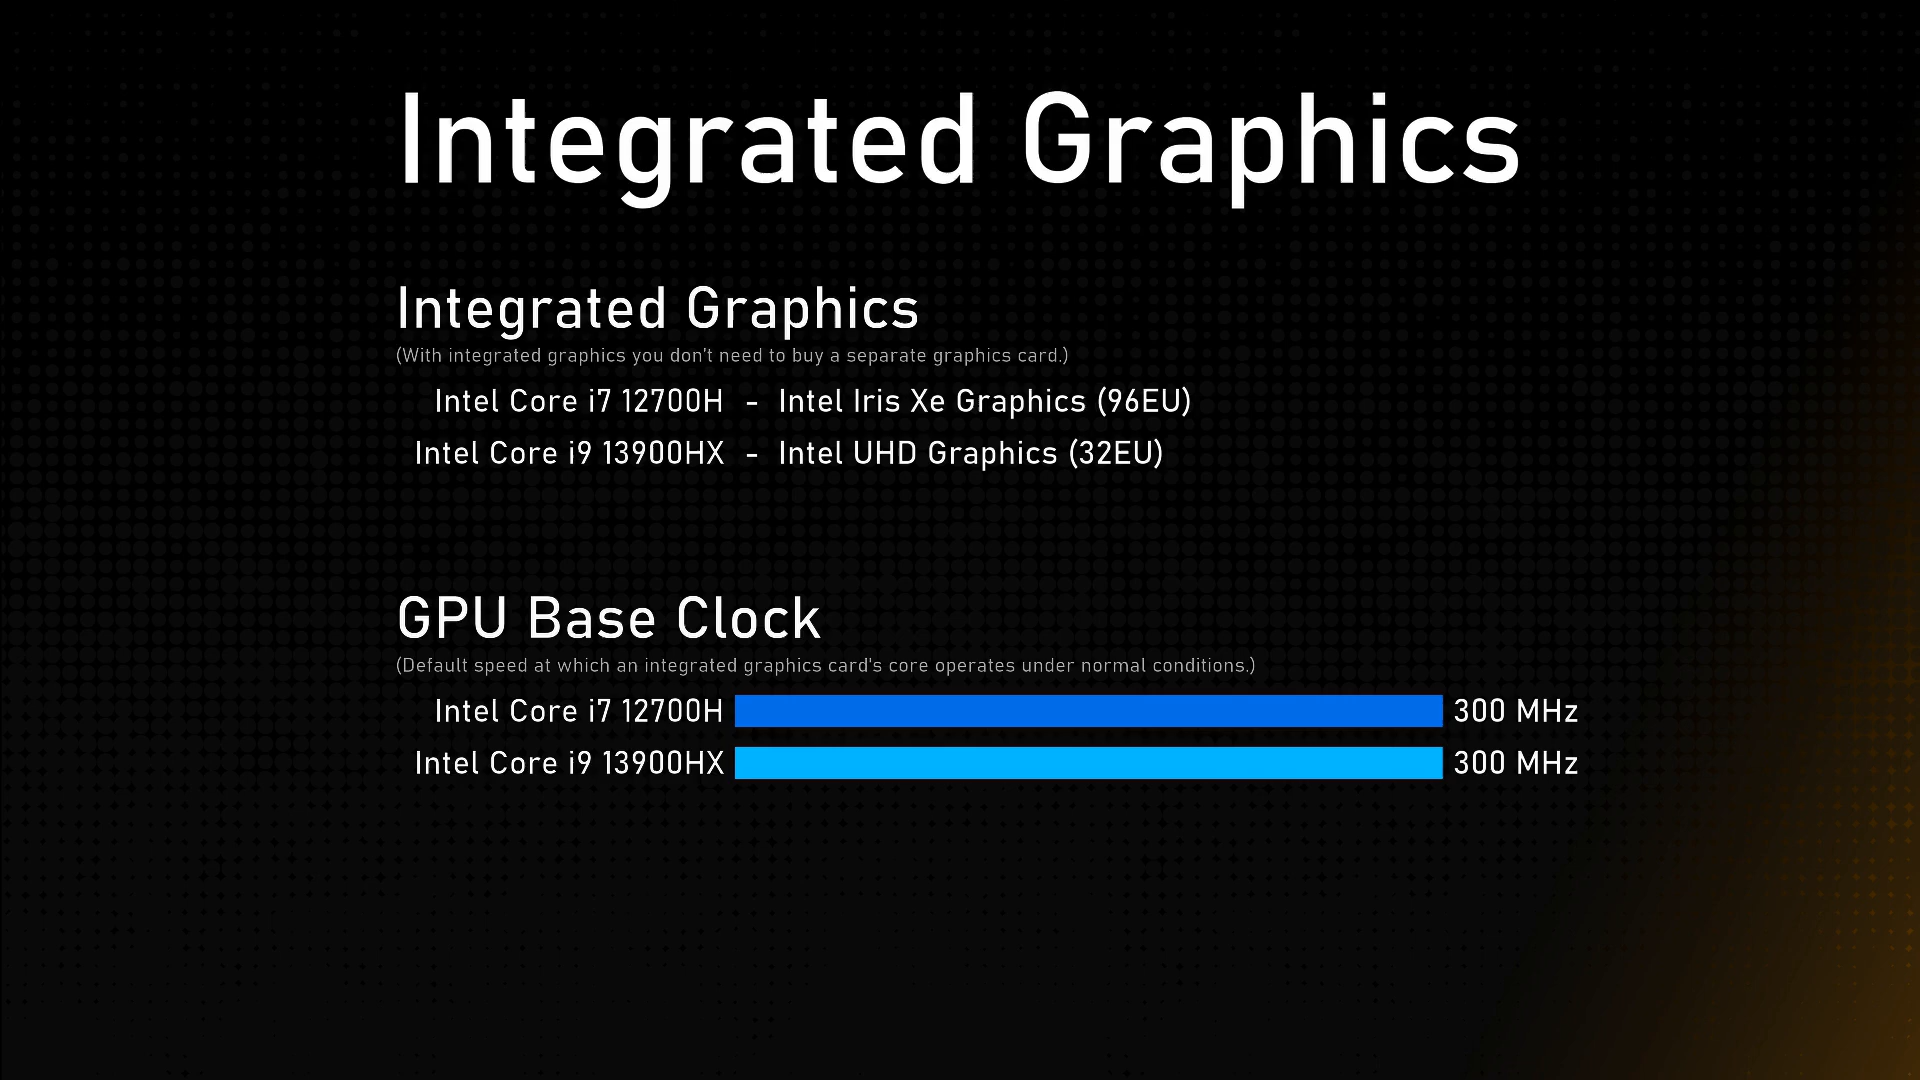 Integrated Graphics
Integrated Graphics
(With integrated graphics you don't need to buy a separate graphics card.)
Intel Core i7 12700H - Intel Iris Xe Graphics (96EU)
Intel Core i9 13900HX - Intel UHD Graphics (32EU)
GPU Base Clock
(Default speed at which an integrated graphics card's core operates under normal conditions.)
Intel Core i7 12700H 300 MHz
Intel Core i9 13900HX 300 MHz